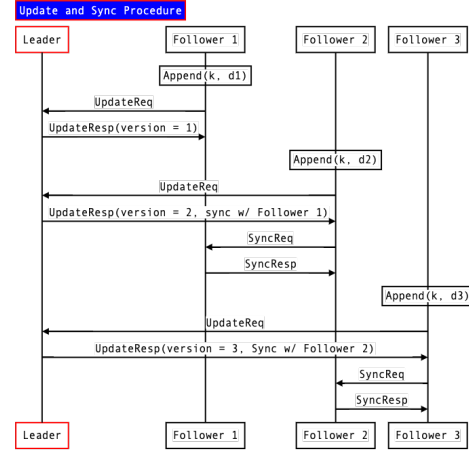 Update and Sync Procedure
Leader Follower 1 Follower 2 Follower 3
Append(k, d1)
UpdateReq
UpdateResp(version = 1)
Append(k, d2)
UpdateReq
UpdateResp(version = 2, sync w/ Follower 1)
SyncReq
SyncResp
Append(k, d3)
UpdateReq
UpdateResp(version = 3, Sync w/ Follower 2)
SyncReq
SyncResp
Leader Follower 1 Follower 2 Follower 3